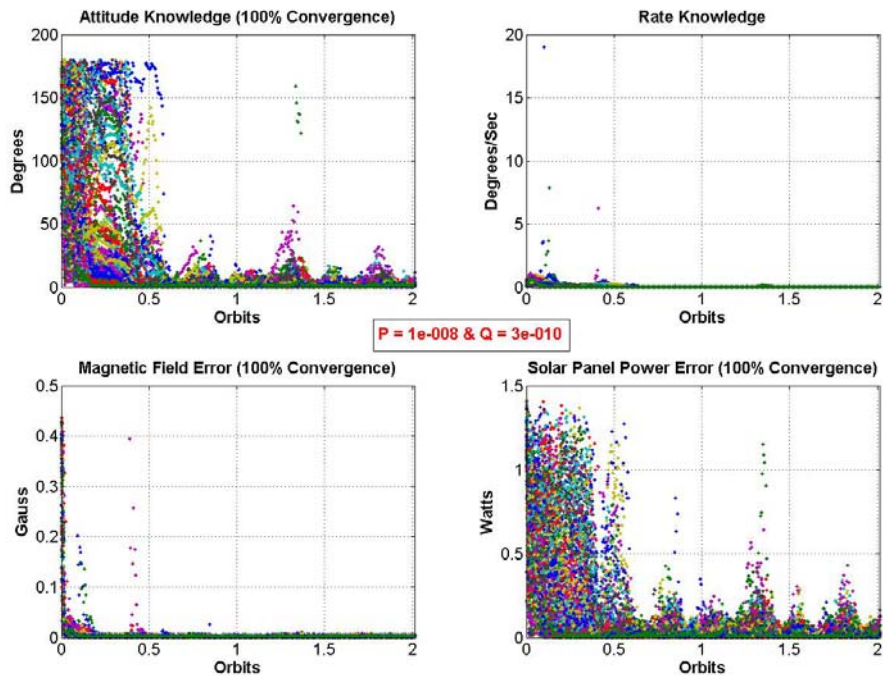 Attitude Knowledge (100% Convergence)
Rate Knowledge
200
150
100
50
0
Degrees
0 0.5 1 1.5 2
Orbits
20
15
10
5
0
Degrees/Sec
0 0.5 1 1.5 2
Orbits
P = 1e-008 & Q = 3e-010
Magnetic Field Error (100% Convergence)
Solar Panel Power Error (100% Convergence)
0.5
0.4
0.3
0.2
0.1
0
Gauss
0 0.5 1 1.5 2
Orbits
1.5
1
0.5
0
Watts
0 0.5 1 1.5 2
Orbits